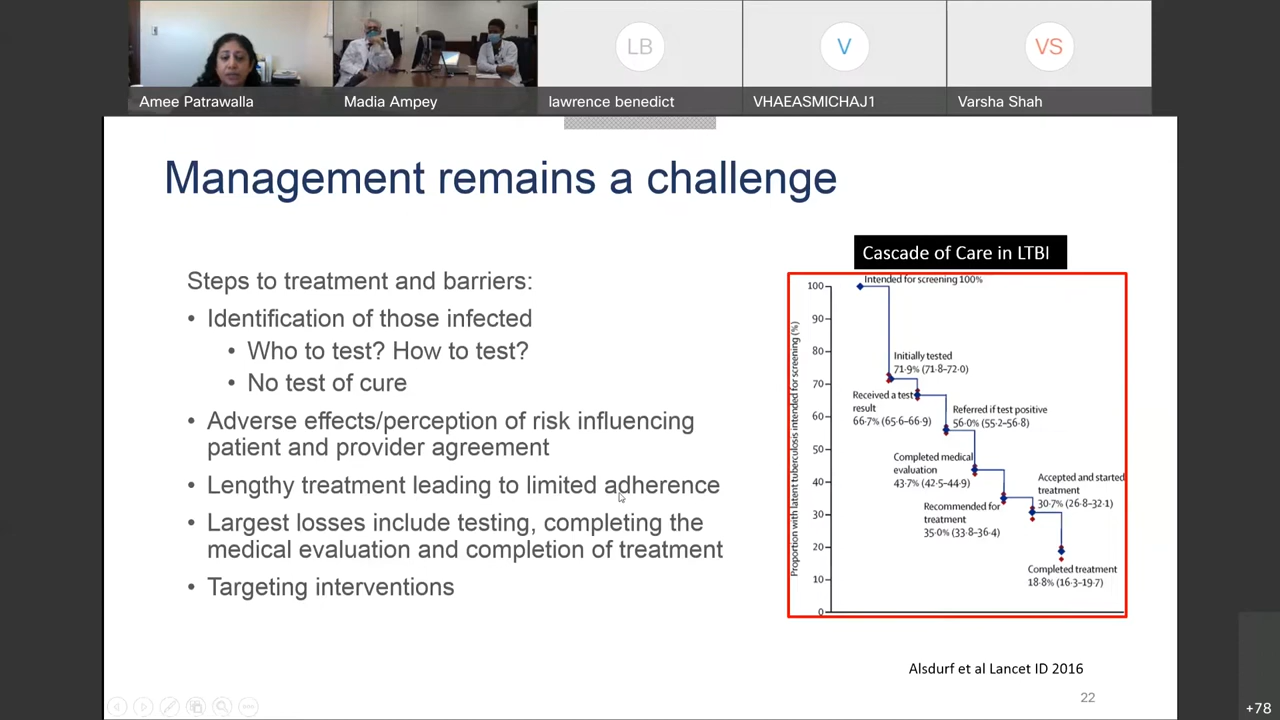 LB
V
VS
Amee Patrawalla
Madia Ampey
lawrence benedict
VHAEASMICHAJ1
Varsha Shah
Management remains a challenge
Steps to treatment and barriers:
• Identification of those infected
• Who to test? How to test?
• No test of cure
• Adverse effects/perception of risk influencing
patient and provider agreement
• Lengthy treatment leading to limited adherence
• Largest losses include testing, completing the
medical evaluation and completion of treatment
• Targeting interventions
Cascade of Care in LTBI
Proportion with latent tuberculosis intended for screening (%)
100
90
80
70
60
50
40
30
20
10
0
Intended for screening 100%
Initially tested
71·9% (71·8–72·0)
Received a test
result
66·7% (65·6–66·9)
Referred if test positive
56·0% (55·2–56·8)
Completed medical
evaluation
43·7% (42·5–44·9)
Recommended for
treatment
35·0% (33·8–36·4)
Accepted and started
treatment
30·7% (26·8–32·1)
Completed treatment
18·8% (16·3–19·7)
Alsdurf et al Lancet ID 2016
22
+78